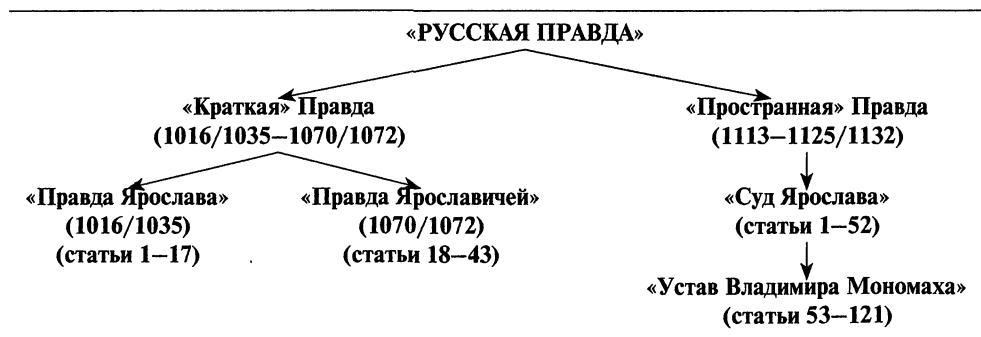 «РУССКАЯ ПРАВДА»
«Краткая» Правда
(1016/1035—1070/1072)
«Пространная» Правда
(1113—1125/1132)
«Правда Ярослава»
(1016/1035)
(статьи 1—17)
«Правда Ярославичей»
(1070/1072)
(статьи 18—43)
«Суд Ярослава»
(статьи 1—52)
«Устав Владимира Мономаха»
(статьи 53—121)